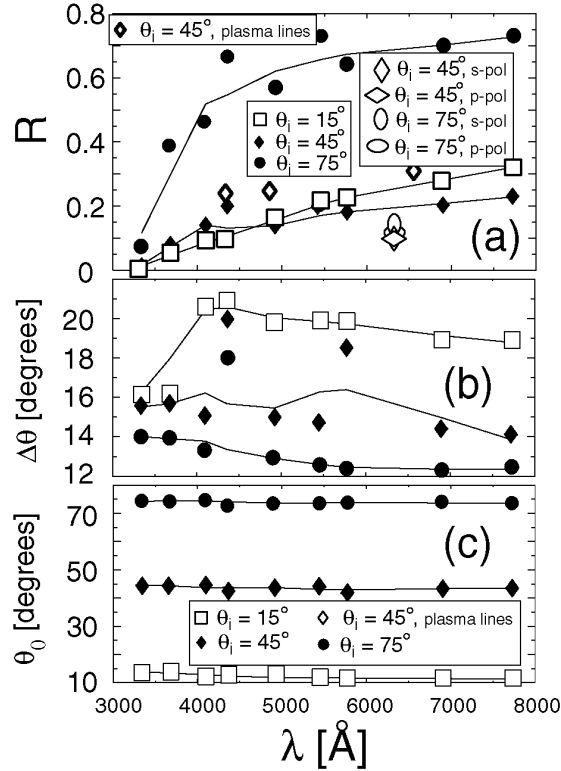 θi = 45°, plasma lines
0.8
0.6
0.4
0.2
0
R
θi = 45°, s-pol
θi = 45°, p-pol
θi = 75°, s-pol
θi = 75°, p-pol
θi = 15°
θi = 45°
θi = 75°
(a)
20
18
16
14
12
Δθ [degrees]
(b)
70
50
30
10
θ0 [degrees]
(c)
θi = 15°
θi = 45°, plasma lines
θi = 45°
θi = 75°
3000 4000 5000 6000 7000 8000
λ [Å]